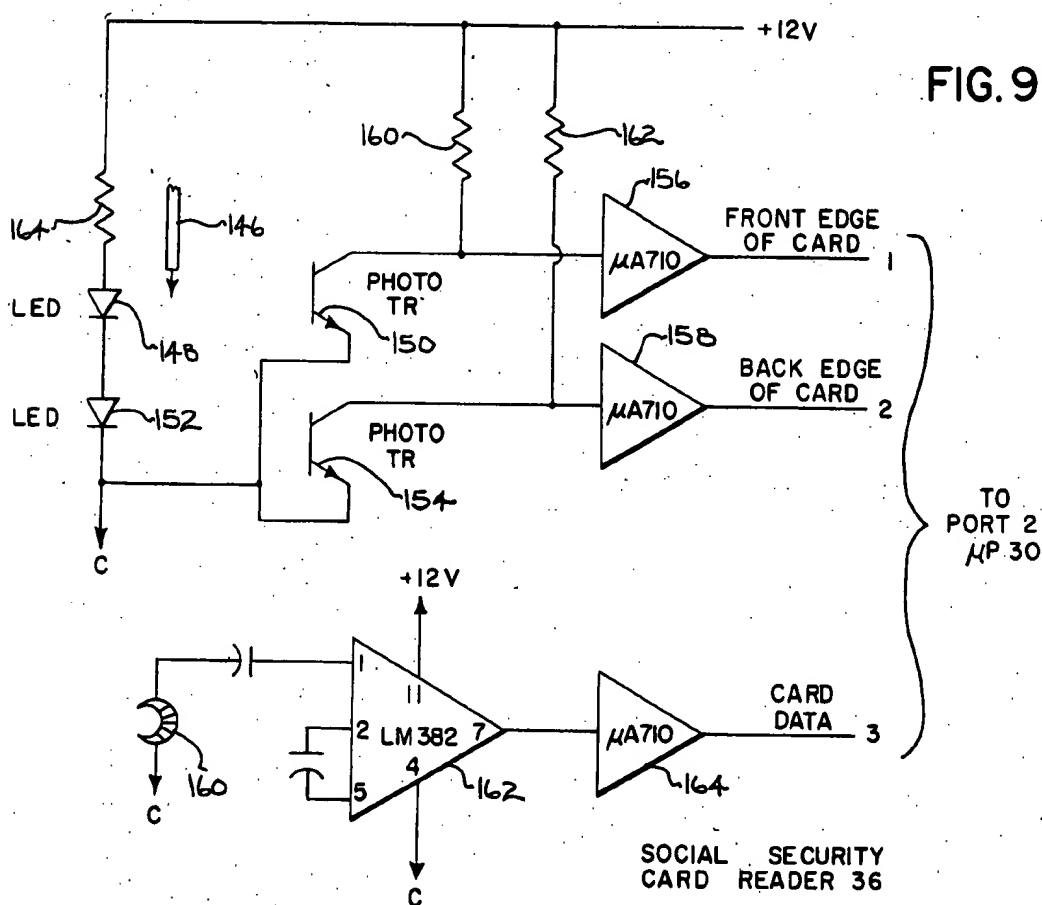 +12V
FIG. 9
160
162
164
146
156
FRONT EDGE
OF CARD
1
μA710
LED
148
PHOTO
TR
150
158
BACK EDGE
OF CARD
2
μA710
LED
152
PHOTO
TR
154
C
TO
PORT 2
μP 30
+12V
1
11
2
LM382
7
4
5
162
160
C
C
μA710
164
CARD
DATA
3
SOCIAL SECURITY
CARD READER 36